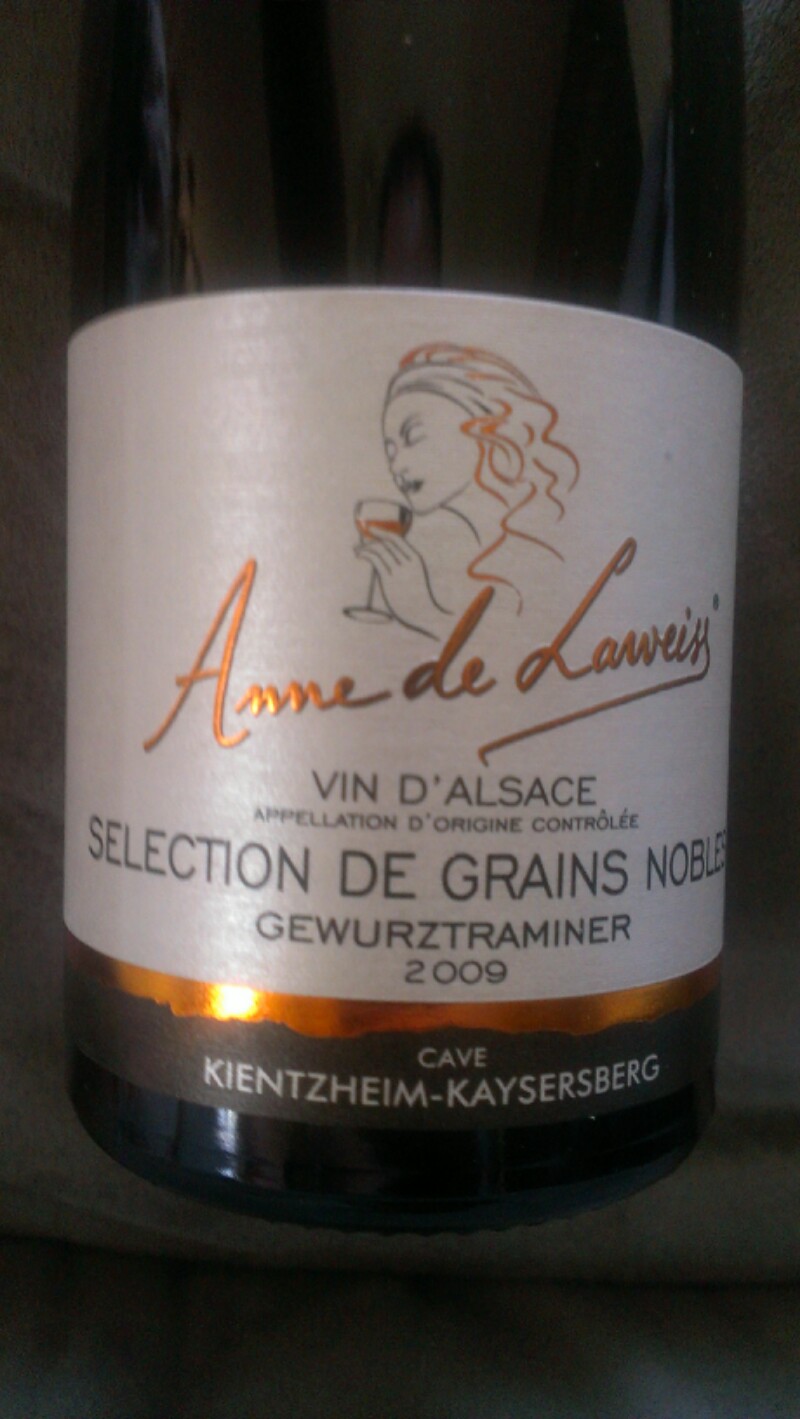 Anne de Laweiss®
VIN D'ALSACE
APPELLATION D'ORIGINE CONTRÔLÉE
SELECTION DE GRAINS NOBLES
GEWURZTRAMINER
2009
CAVE
KIENTZHEIM-KAYSERSBERG